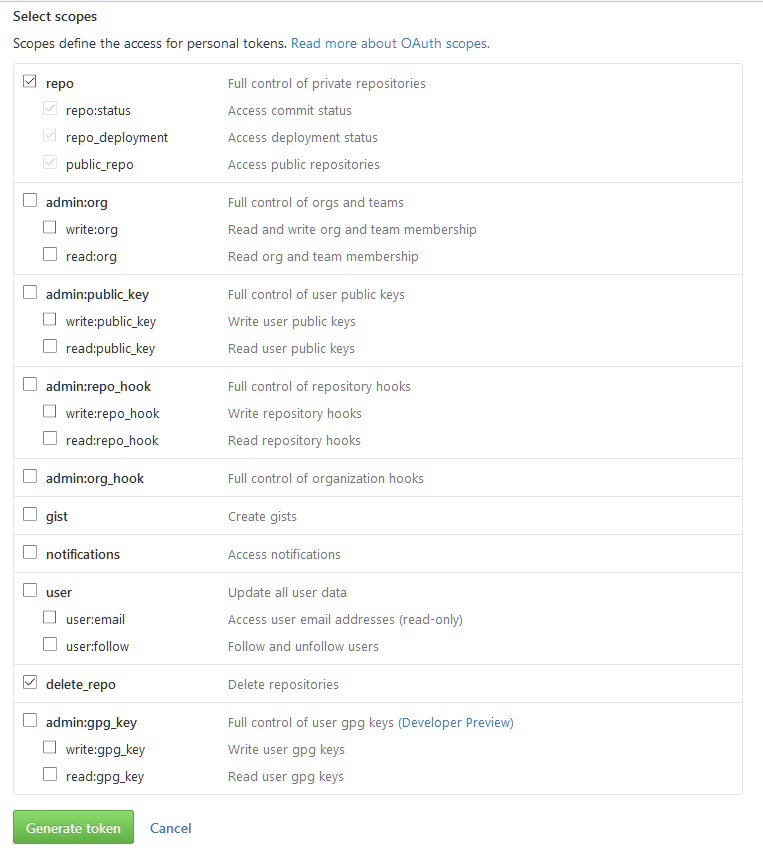 Select scopes
Scopes define the access for personal tokens. Read more about OAuth scopes.
repo Full control of private repositories
repo:status Access commit status
repo_deployment Access deployment status
public_repo Access public repositories
admin:org Full control of orgs and teams
write:org Read and write org and team membership
read:org Read org and team membership
admin:public_key Full control of user public keys
write:public_key Write user public keys
read:public_key Read user public keys
admin:repo_hook Full control of repository hooks
write:repo_hook Write repository hooks
read:repo_hook Read repository hooks
admin:org_hook Full control of organization hooks
gist Create gists
notifications Access notifications
user Update all user data
user:email Access user email addresses (read-only)
user:follow Follow and unfollow users
delete_repo Delete repositories
admin:gpg_key Full control of user gpg keys (Developer Preview)
write:gpg_key Write user gpg keys
read:gpg_key Read user gpg keys
Generate token Cancel